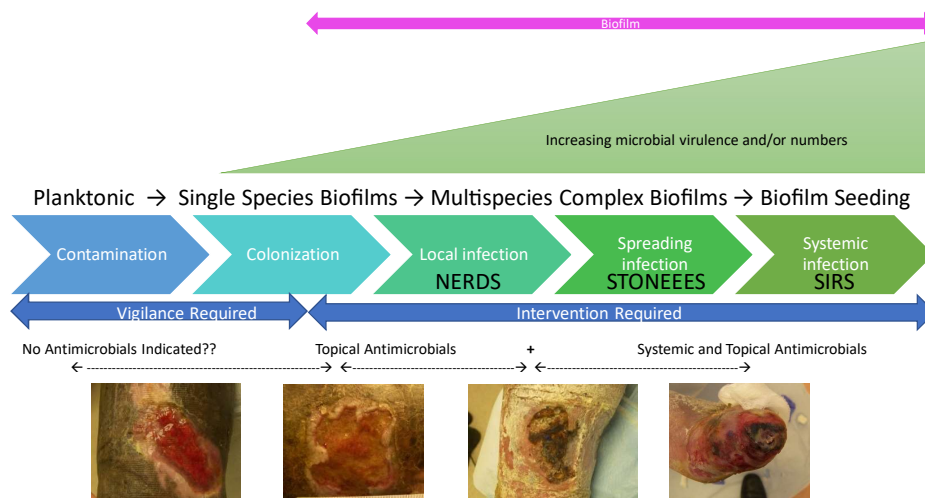 Biofilm
Increasing microbial virulence and/or numbers
Planktonic → Single Species Biofilms → Multispecies Complex Biofilms → Biofilm Seeding
Contamination
Colonization
Local infection
NERDS
Spreading
infection
STONEEES
Systemic
infection
SIRS
Vigilance Required
Intervention Required
No Antimicrobials Indicated??
Topical Antimicrobials
+
Systemic and Topical Antimicrobials